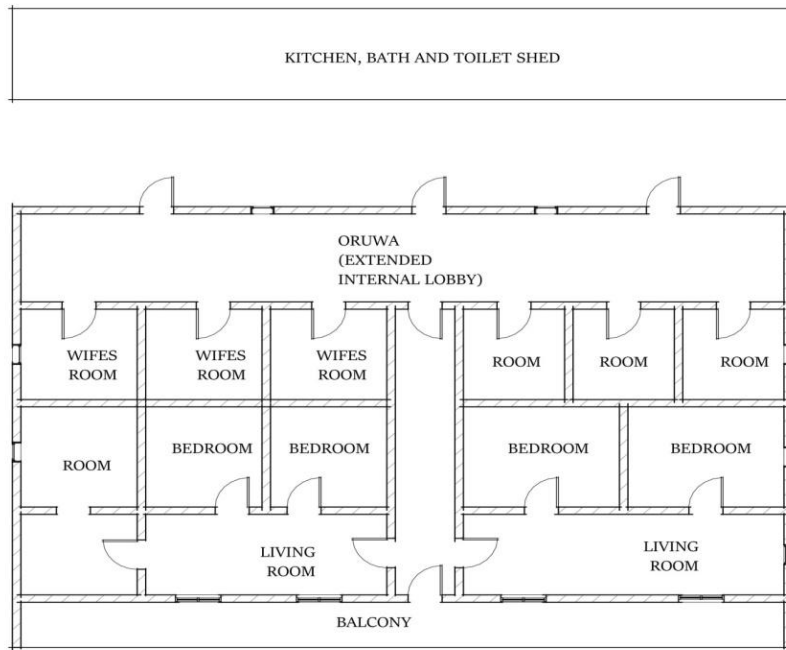 KITCHEN, BATH AND TOILET SHED
ORUWA
(EXTENDED
INTERNAL LOBBY)
WIFES
ROOM
WIFES
ROOM
WIFES
ROOM
ROOM
ROOM
ROOM
ROOM
BEDROOM
BEDROOM
BEDROOM
BEDROOM
LIVING
ROOM
LIVING
ROOM
BALCONY